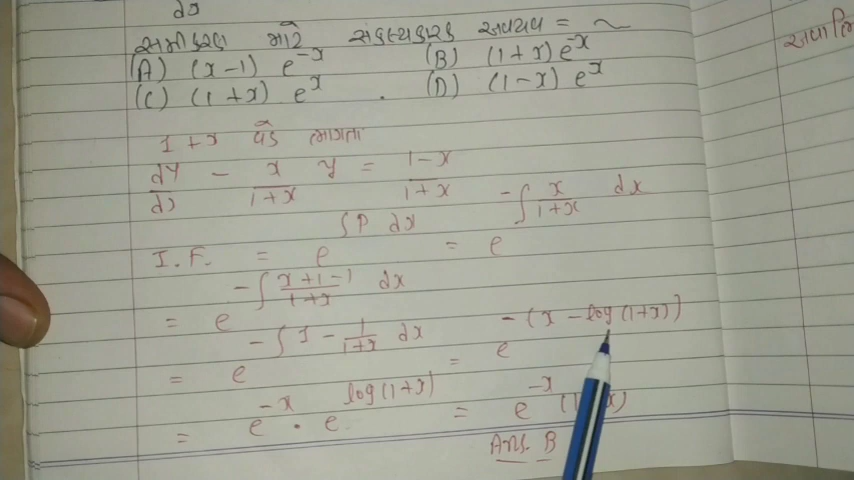 dx
સમીકરણ માટે સંકલ્યકારક અવયવ = ~
(A) (x-1) e^-x (B) (1+x) e^-x
(C) (1+x) e^x . (D) (1-x) e^x
1+x વડે ભાગતા
dy/dx - x/1+x y = 1-x/1+x
I.F. = e^∫P dx = e^-∫x/1+x dx
= e^-∫x+1-1/1+x dx
= e^-∫1 - 1/1+x dx = e^-(x - log(1+x))
= e^-x . e^log(1+x) = e^-x (1 x)
Ans. B